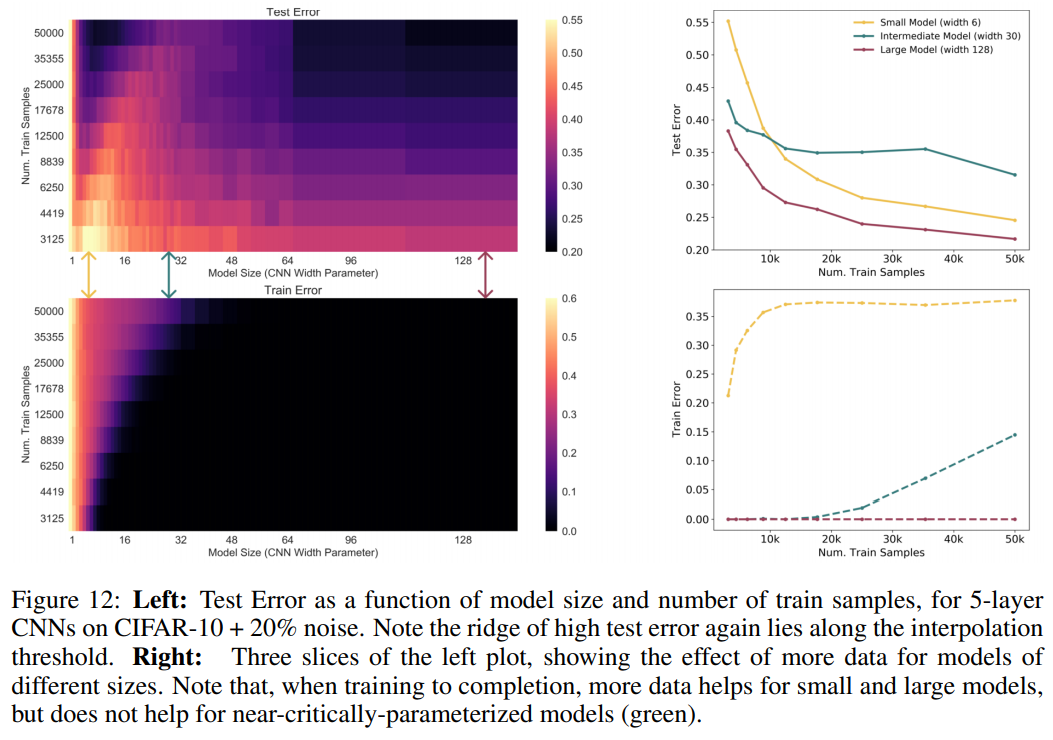 Test Error
Num. Train Samples
50000
35355
25000
17678
12500
8839
6250
4419
3125
1 16 32 48 64 96 128
Model Size (CNN Width Parameter)
0.55
0.50
0.45
0.40
0.35
0.30
0.25
0.20
Train Error
Num. Train Samples
50000
35355
25000
17678
12500
8839
6250
4419
3125
1 16 32 48 64 96 128
Model Size (CNN Width Parameter)
0.6
0.5
0.4
0.3
0.2
0.1
0.0
Small Model (width 6)
Intermediate Model (width 30)
Large Model (width 128)
Test Error
0.55
0.50
0.45
0.40
0.35
0.30
0.25
0.20
10k 20k 30k 40k 50k
Num. Train Samples
Train Error
0.35
0.30
0.25
0.20
0.15
0.10
0.05
0.00
10k 20k 30k 40k 50k
Num. Train Samples
Figure 12: Left: Test Error as a function of model size and number of train samples, for 5-layer
CNNs on CIFAR-10 + 20% noise. Note the ridge of high test error again lies along the interpolation
threshold. Right: Three slices of the left plot, showing the effect of more data for models of
different sizes. Note that, when training to completion, more data helps for small and large models,
but does not help for near-critically-parameterized models (green).